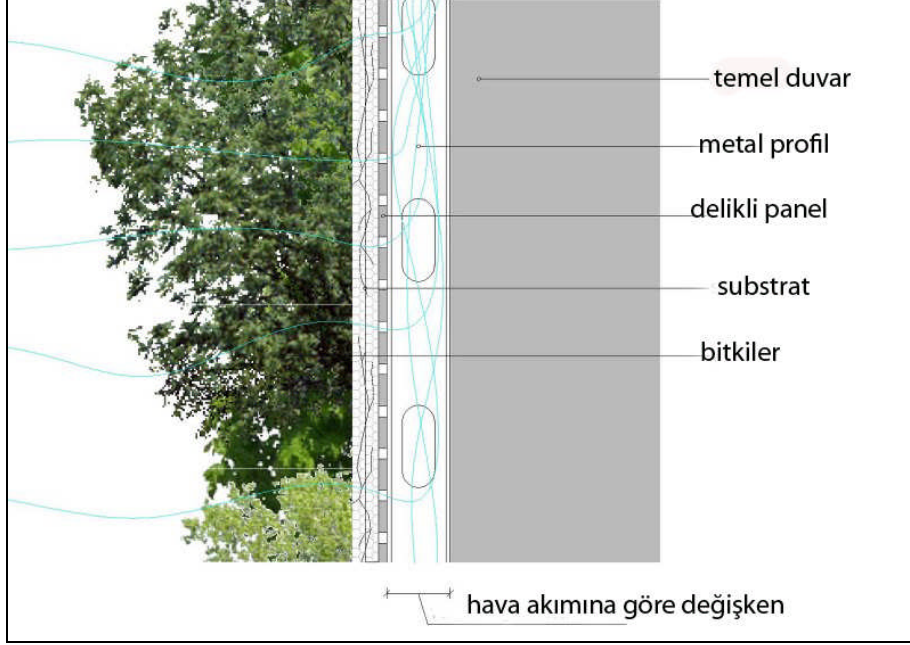 temel duvar
metal profil
delikli panel
substrat
bitkiler
hava akımına göre değişken